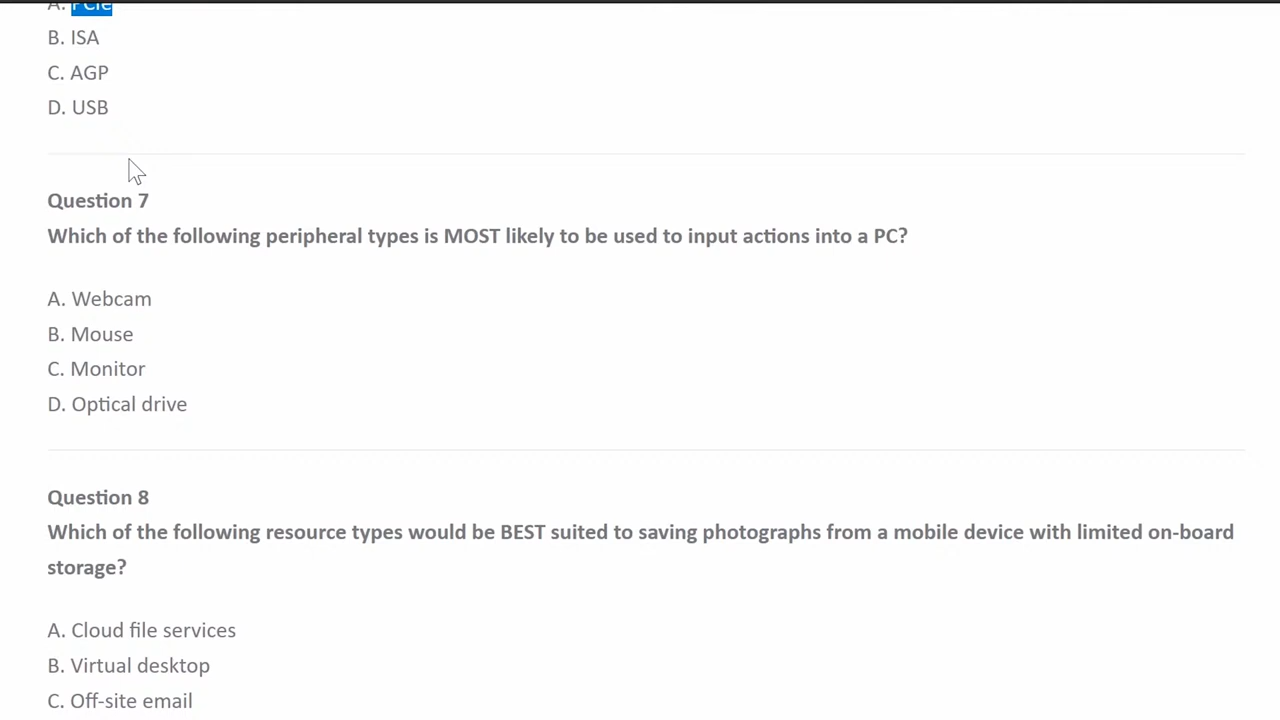 A. PCIe
B. ISA
C. AGP
D. USB
Question 7
Which of the following peripheral types is MOST likely to be used to input actions into a PC?
A. Webcam
B. Mouse
C. Monitor
D. Optical drive
Question 8
Which of the following resource types would be BEST suited to saving photographs from a mobile device with limited on-board
storage?
A. Cloud file services
B. Virtual desktop
C. Off-site email